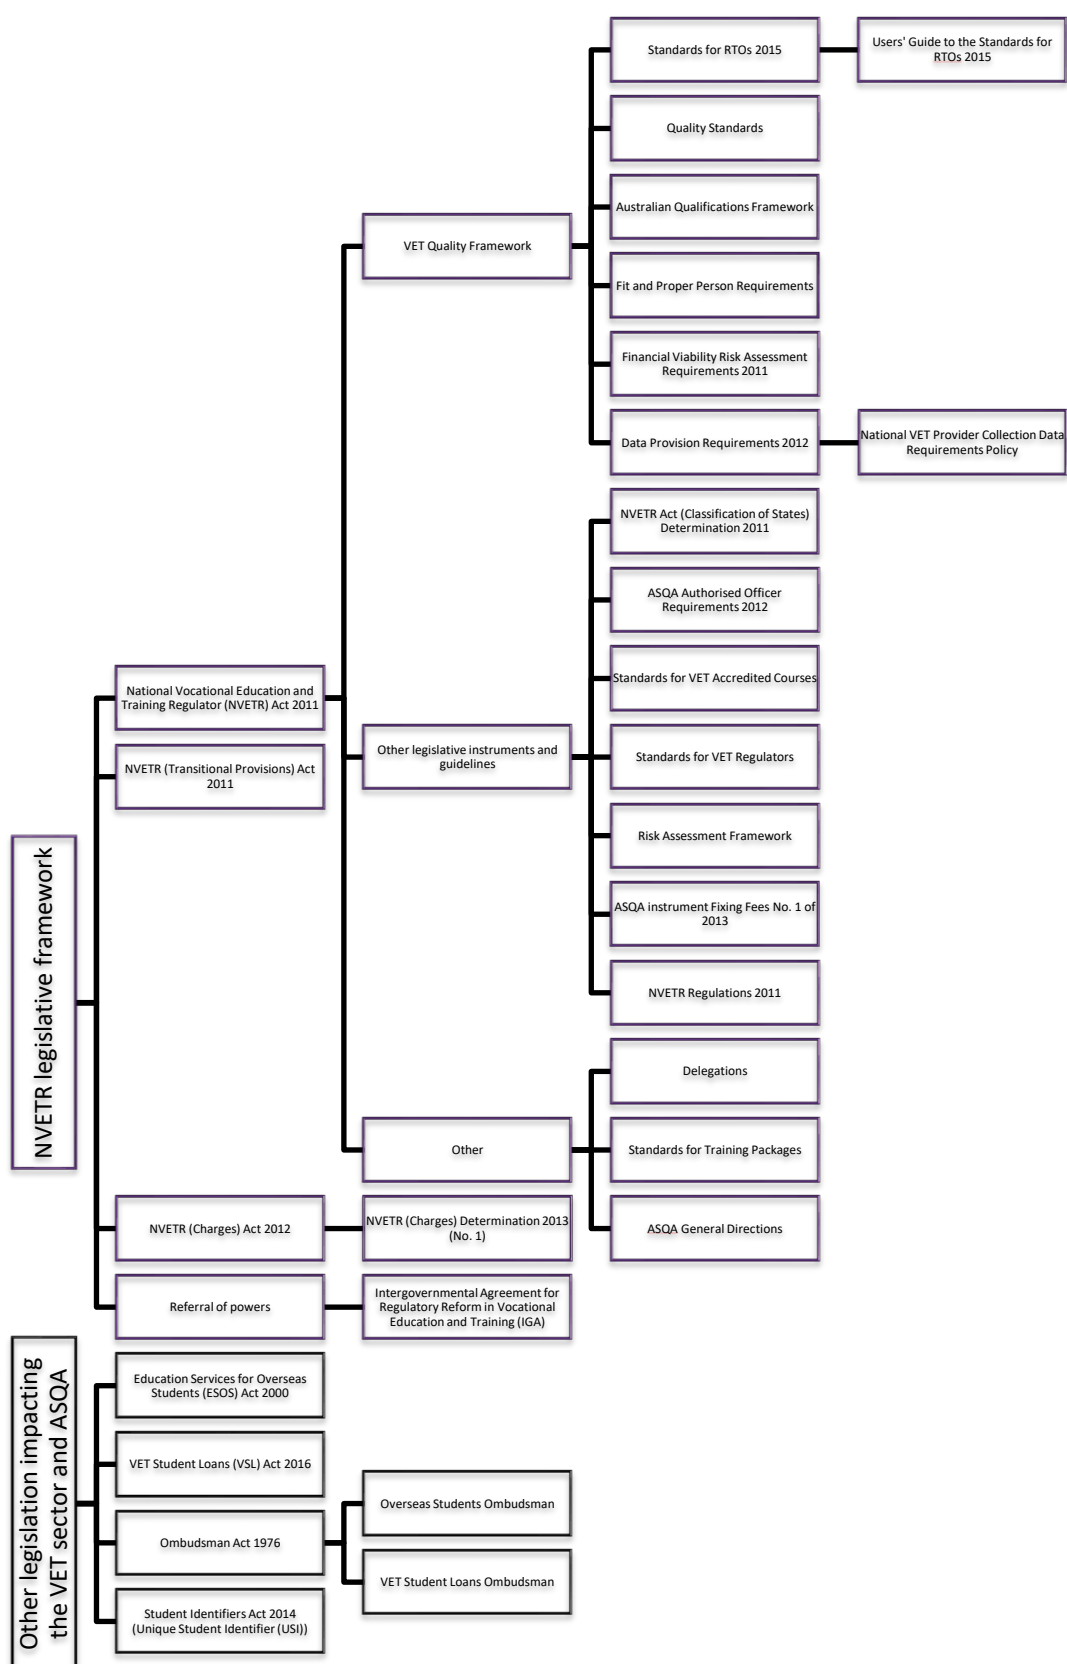 Standards for RTOs 2015
Users' Guide to the Standards for
RTOs 2015
Quality Standards
Australian Qualifications Framework
VET Quality Framework
Fit and Proper Person Requirements
Financial Viability Risk Assessment
Requirements 2011
Data Provision Requirements 2012
National VET Provider Collection Data
Requirements Policy
NVETR Act (Classification of States)
Determination 2011
ASQA Authorised Officer
Requirements 2012
National Vocational Education and
Training Regulator (NVETR) Act 2011
Standards for VET Accredited Courses
Other legislative instruments and
guidelines
Standards for VET Regulators
NVETR (Transitional Provisions) Act
2011
Risk Assessment Framework
ASQA instrument Fixing Fees No. 1 of
2013
NVETR Regulations 2011
NVETR legislative framework
Delegations
Other
Standards for Training Packages
NVETR (Charges) Act 2012
NVETR (Charges) Determination 2013
(No. 1)
ASQA General Directions
Referral of powers
Intergovernmental Agreement for
Regulatory Reform in Vocational
Education and Training (IGA)
Other legislation impacting
the VET sector and ASQA
Education Services for Overseas
Students (ESOS) Act 2000
VET Student Loans (VSL) Act 2016
Ombudsman Act 1976
Overseas Students Ombudsman
VET Student Loans Ombudsman
Student Identifiers Act 2014
(Unique Student Identifier (USI))